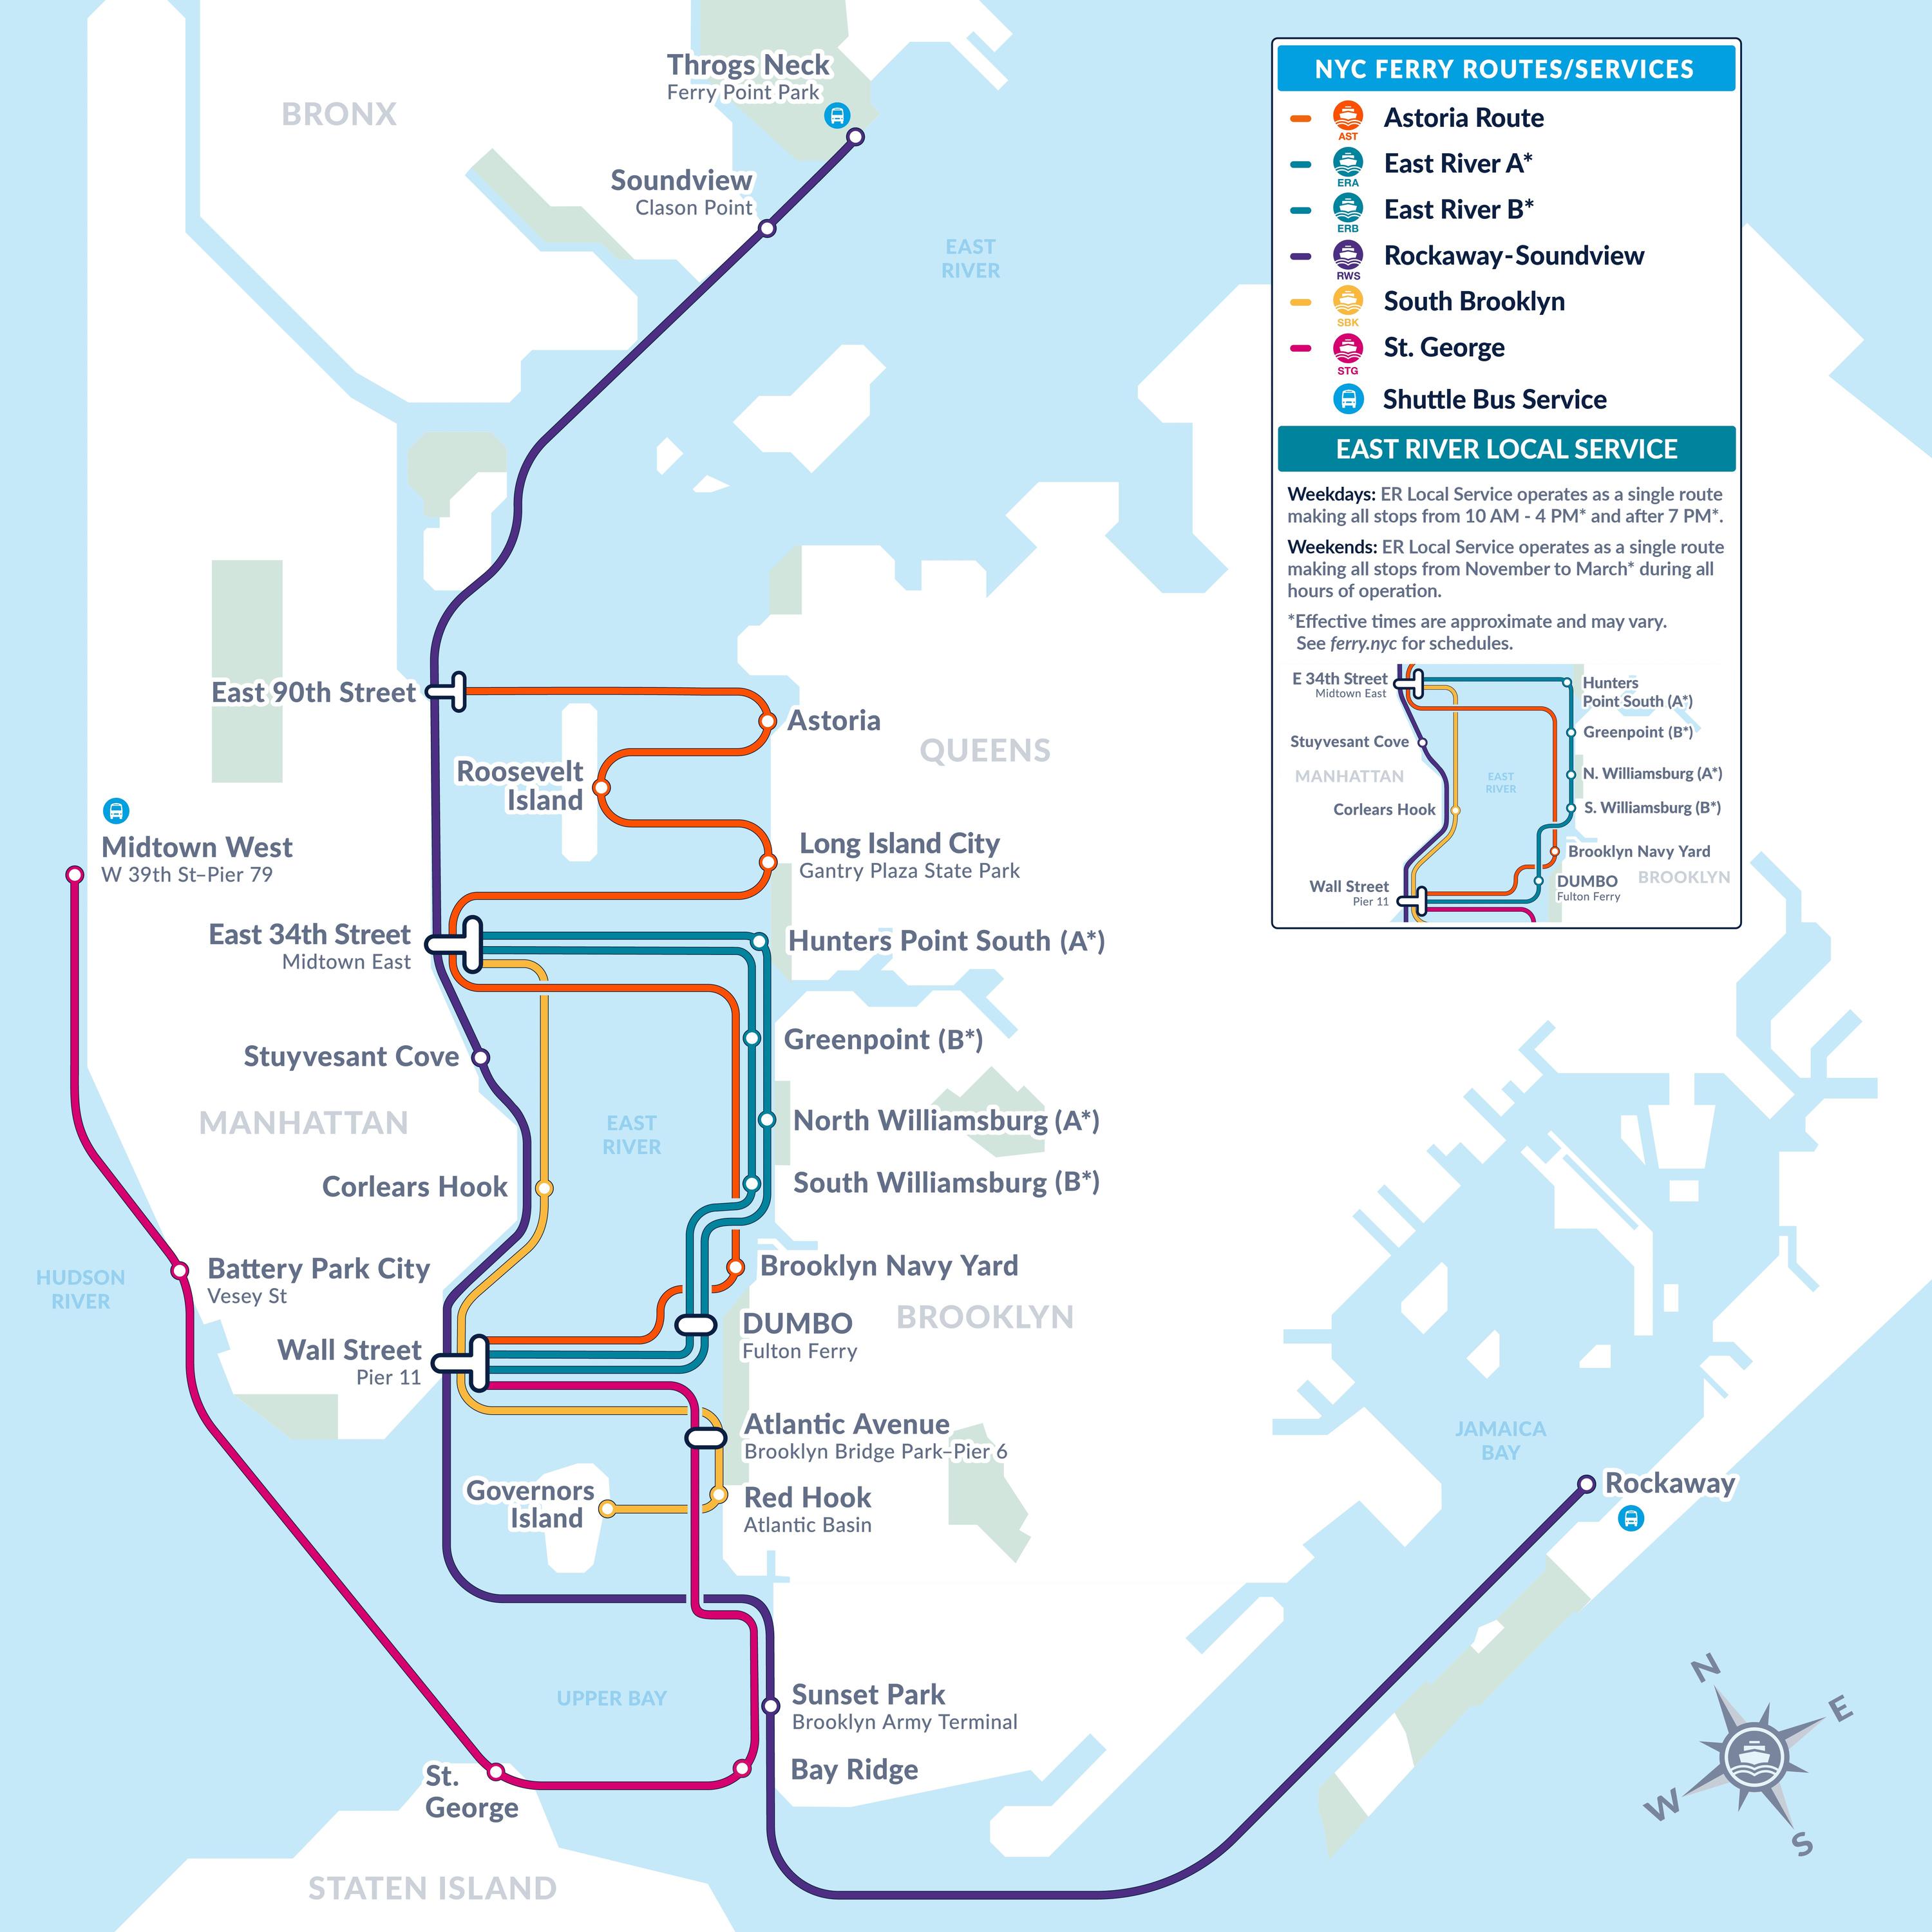 Throgs Neck
Ferry Point Park
BRONX
Soundview
Clason Point
EAST
RIVER
East 90th Street
Astoria
QUEENS
Roosevelt
Island
Midtown West
W 39th St–Pier 79
Long Island City
Gantry Plaza State Park
East 34th Street
Midtown East
Hunters Point South (A*)
Greenpoint (B*)
Stuyvesant Cove
MANHATTAN
EAST
RIVER
North Williamsburg (A*)
Corlears Hook
South Williamsburg (B*)
HUDSON
RIVER
Battery Park City
Vesey St
Brooklyn Navy Yard
BROOKLYN
DUMBO
Fulton Ferry
Wall Street
Pier 11
Atlantic Avenue
Brooklyn Bridge Park–Pier 6
Governors
Island
Red Hook
Atlantic Basin
JAMAICA
BAY
Rockaway
UPPER BAY
Sunset Park
Brooklyn Army Terminal
Bay Ridge
St.
George
STATEN ISLAND
N
E
W
S
NYC FERRY ROUTES/SERVICES
AST
Astoria Route
ERA
East River A*
ERB
East River B*
RWS
Rockaway-Soundview
SBK
South Brooklyn
STG
St. George
Shuttle Bus Service
EAST RIVER LOCAL SERVICE
Weekdays: ER Local Service operates as a single route
making all stops from 10 AM - 4 PM* and after 7 PM*.
Weekends: ER Local Service operates as a single route
making all stops from November to March* during all
hours of operation.
*Effective times are approximate and may vary.
See ferry.nyc for schedules.
E 34th Street
Midtown East
Hunters
Point South (A*)
Greenpoint (B*)
Stuyvesant Cove
MANHATTAN
EAST
RIVER
N. Williamsburg (A*)
Corlears Hook
S. Williamsburg (B*)
Brooklyn Navy Yard
Wall Street
Pier 11
DUMBO
Fulton Ferry
BROOKLYN